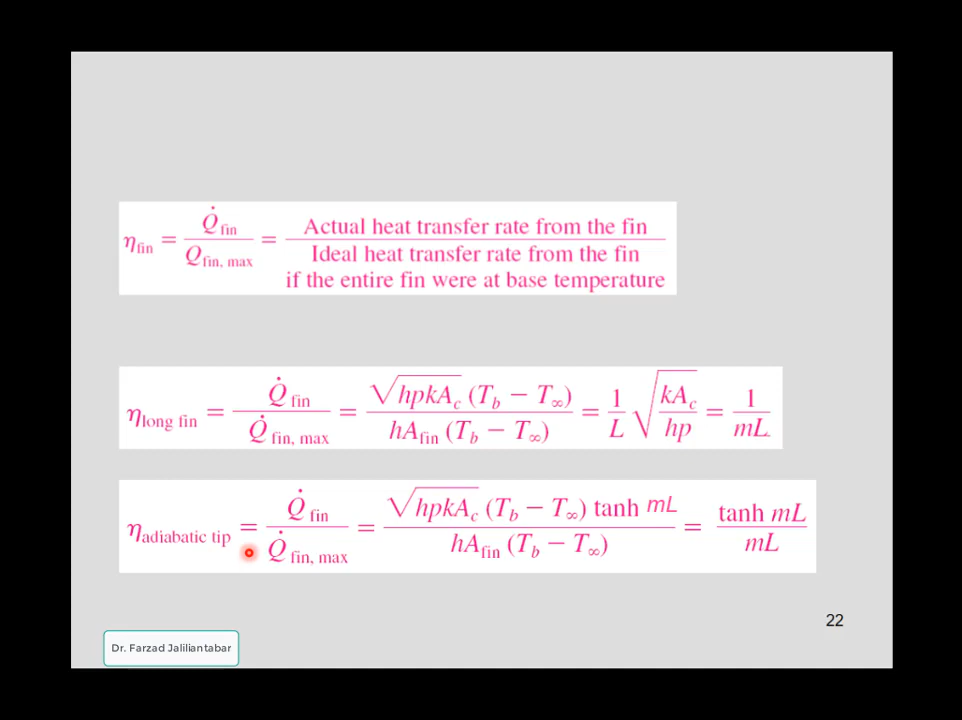 η_fin = Q̇_fin / Q_fin, max = Actual heat transfer rate from the fin / Ideal heat transfer rate from the fin if the entire fin were at base temperature
η_long fin = Q̇_fin / Q̇_fin, max = √hpkA_c (T_b − T_∞) / hA_fin (T_b − T_∞) = 1/L √(kA_c / hp) = 1 / mL
η_adiabatic tip = Q̇_fin / Q̇_fin, max = √hpkA_c (T_b − T_∞) tanh mL / hA_fin (T_b − T_∞) = tanh mL / mL
22
Dr. Farzad Jaliliantabar